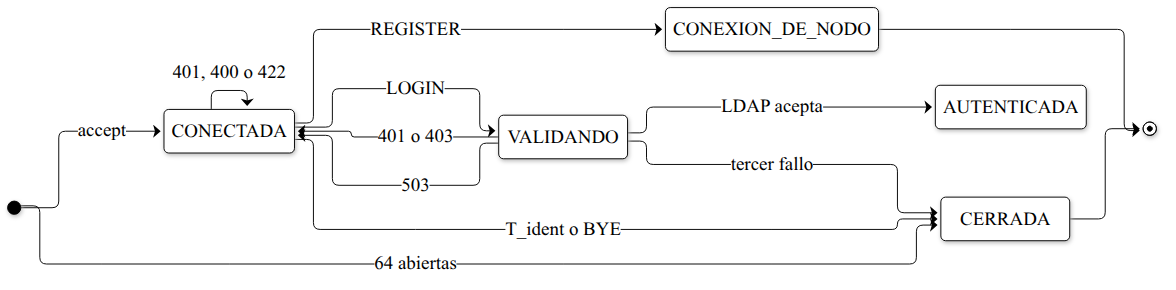 REGISTER
CONEXION_DE_NODO
401, 400 o 422
LOGIN
LDAP acepta
AUTENTICADA
accept
CONECTADA
401 o 403
VALIDANDO
tercer fallo
503
CERRADA
T_ident o BYE
64 abiertas